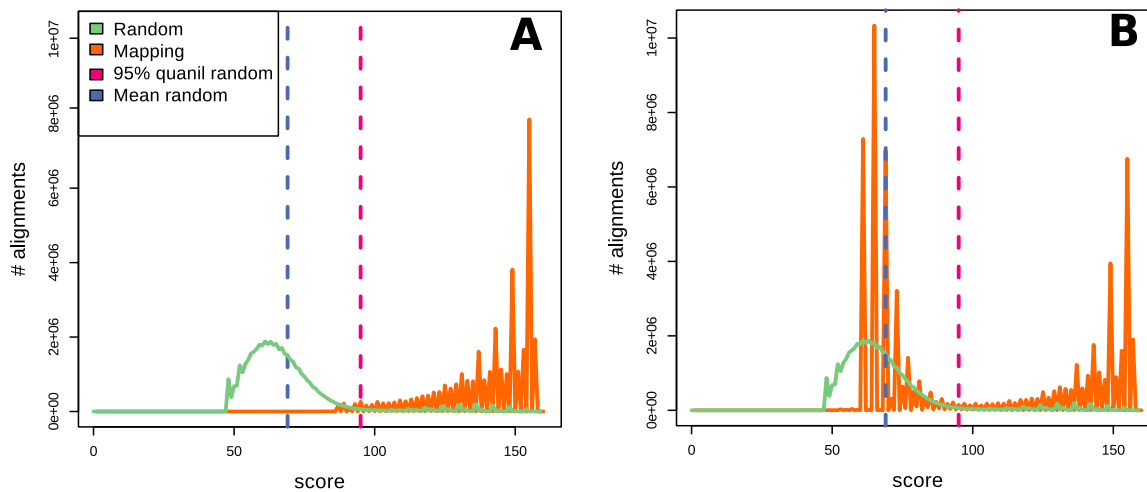 A
Random
Mapping
95% quanil random
Mean random
# alignments
0e+00
2e+06
4e+06
6e+06
8e+06
1e+07
0
50
100
150
score
B
# alignments
0e+00
2e+06
4e+06
6e+06
8e+06
1e+07
0
50
100
150
score